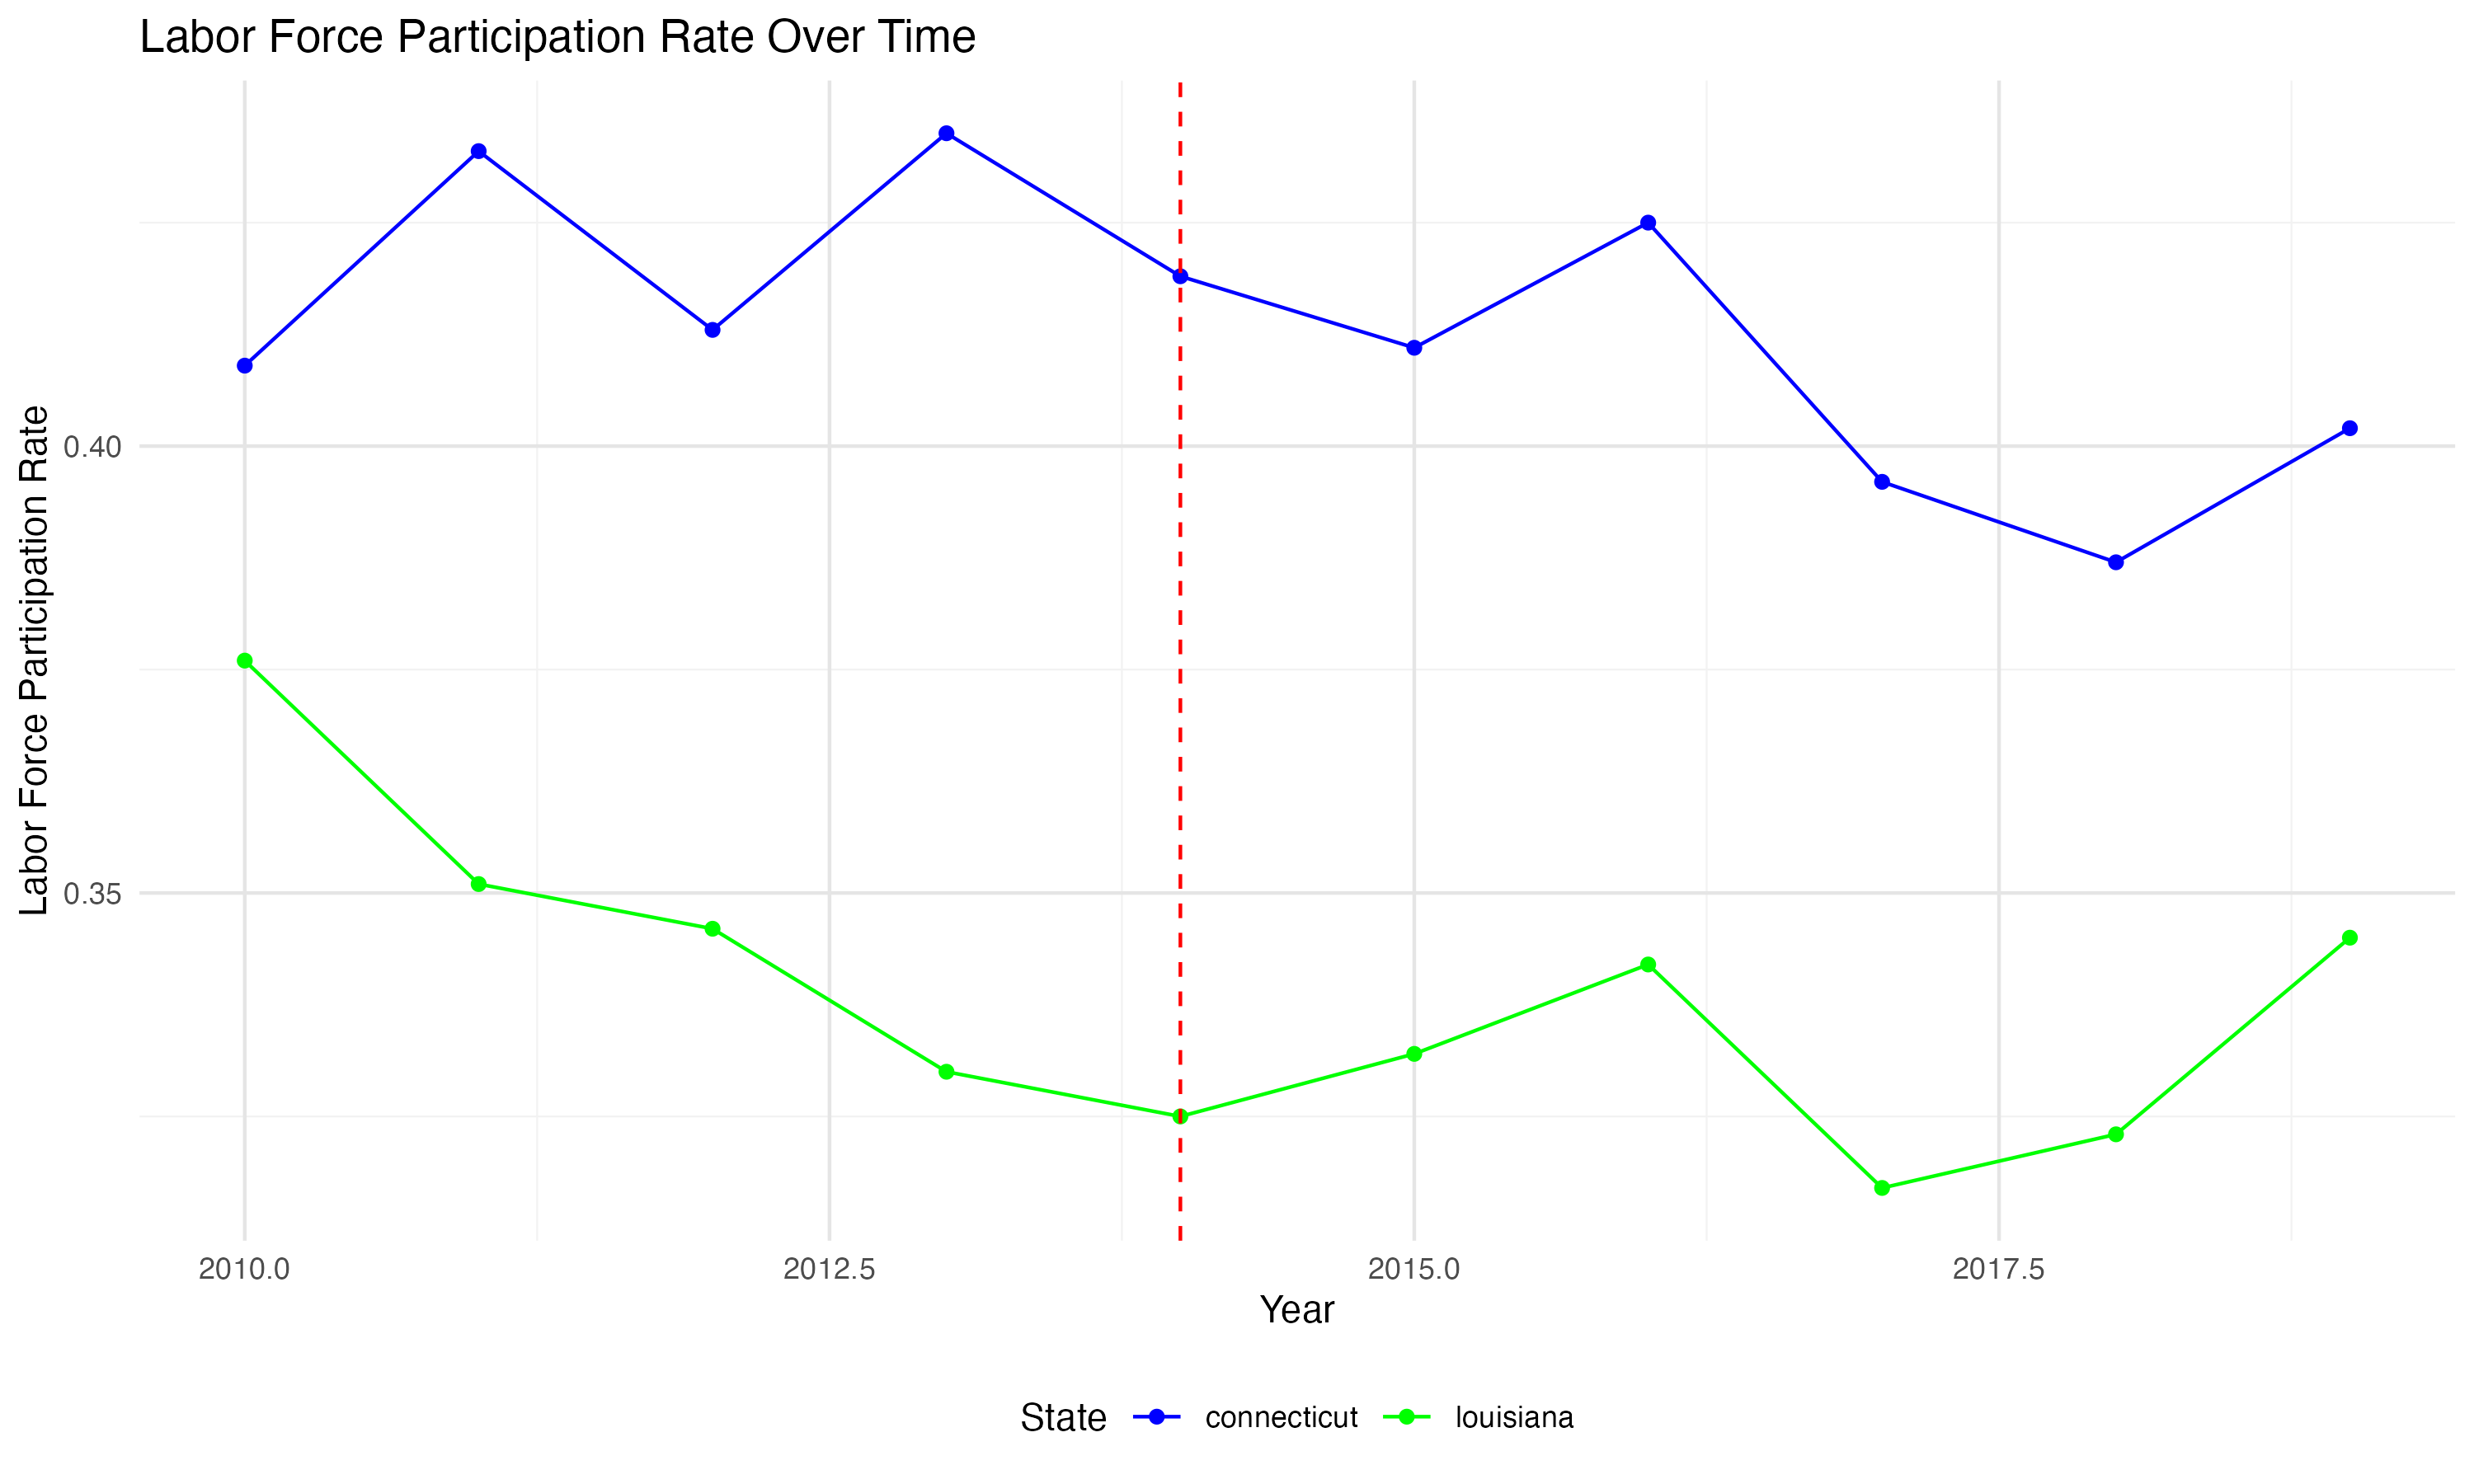 Labor Force Participation Rate Over Time
Labor Force Participation Rate
0.40
0.35
2010.0 2012.5 2015.0 2017.5
Year
State connecticut louisiana